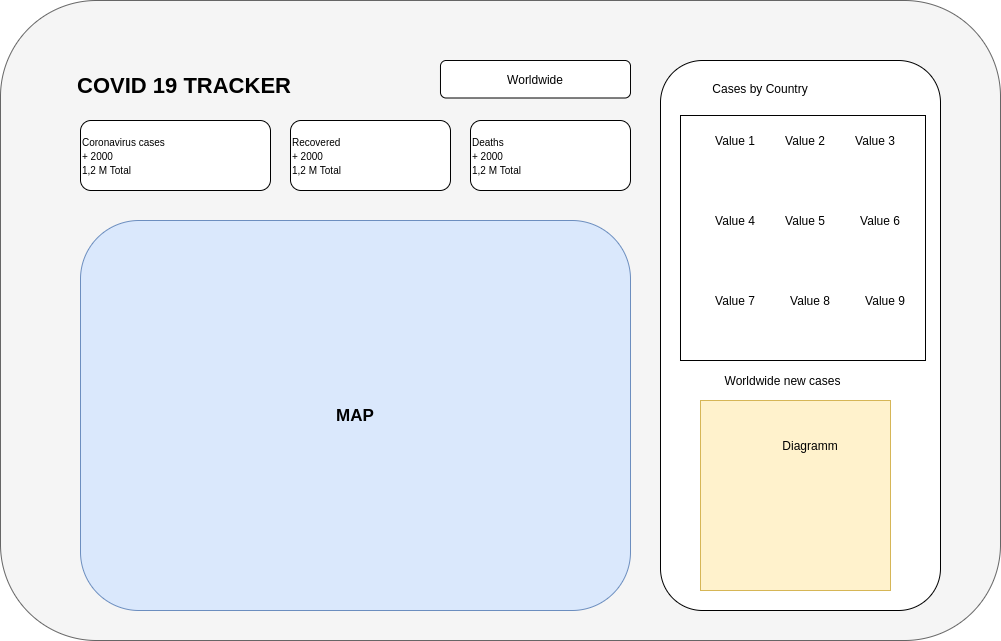 COVID 19 TRACKER
Worldwide
Coronavirus cases
+ 2000
1,2 M Total
Recovered
+ 2000
1,2 M Total
Deaths
+ 2000
1,2 M Total
MAP
Cases by Country
Value 1 Value 2 Value 3
Value 4 Value 5 Value 6
Value 7 Value 8 Value 9
Worldwide new cases
Diagramm